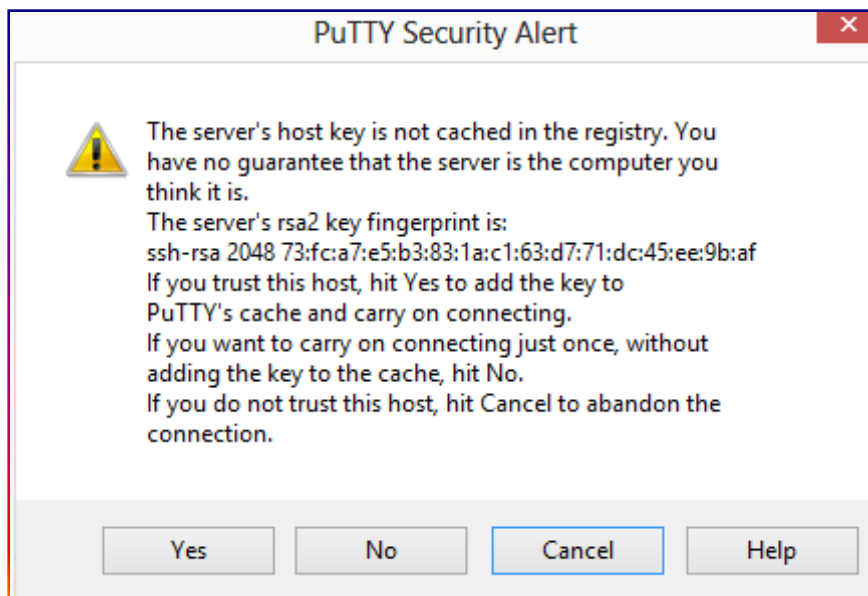 PuTTY Security Alert
The server's host key is not cached in the registry. You
have no guarantee that the server is the computer you
think it is.
The server's rsa2 key fingerprint is:
ssh-rsa 2048 73:fc:a7:e5:b3:83:1a:c1:63:d7:71:dc:45:ee:9b:af
If you trust this host, hit Yes to add the key to
PuTTY's cache and carry on connecting.
If you want to carry on connecting just once, without
adding the key to the cache, hit No.
If you do not trust this host, hit Cancel to abandon the
connection.
Yes No Cancel Help